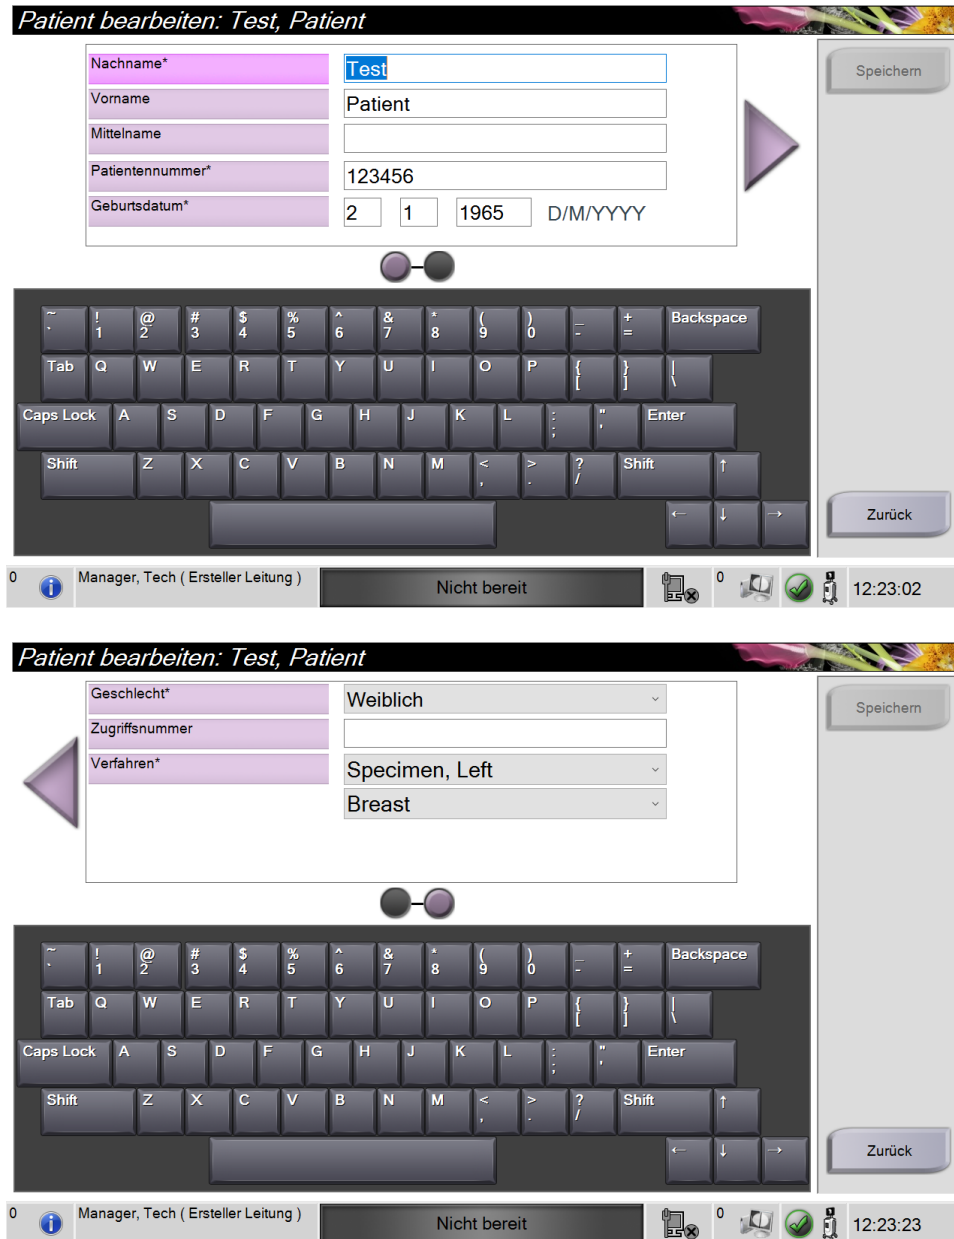 Patient bearbeiten: Test, Patient
Nachname* Test
Vorname Patient
Mittelname
Patientennummer* 123456
Geburtsdatum* 2 1 1965 D/M/YYYY
Speichern
~ ! @ # $ % ^ & * ( ) _ + Backspace
` 1 2 3 4 5 6 7 8 9 0 - =
Tab Q W E R T Y U I O P { } |
[ ] \
Caps Lock A S D F G H J K L : " Enter
; '
Shift Z X C V B N M < > ? Shift ↑
, . /
← ↓ →
Zurück
0 Manager, Tech ( Ersteller Leitung ) Nicht bereit 0 12:23:02
Patient bearbeiten: Test, Patient
Geschlecht* Weiblich
Zugriffsnummer
Verfahren* Specimen, Left
Breast
Speichern
~ ! @ # $ % ^ & * ( ) _ + Backspace
` 1 2 3 4 5 6 7 8 9 0 - =
Tab Q W E R T Y U I O P { } |
[ ] \
Caps Lock A S D F G H J K L : " Enter
; '
Shift Z X C V B N M < > ? Shift ↑
, . /
← ↓ →
Zurück
0 Manager, Tech ( Ersteller Leitung ) Nicht bereit 0 12:23:23